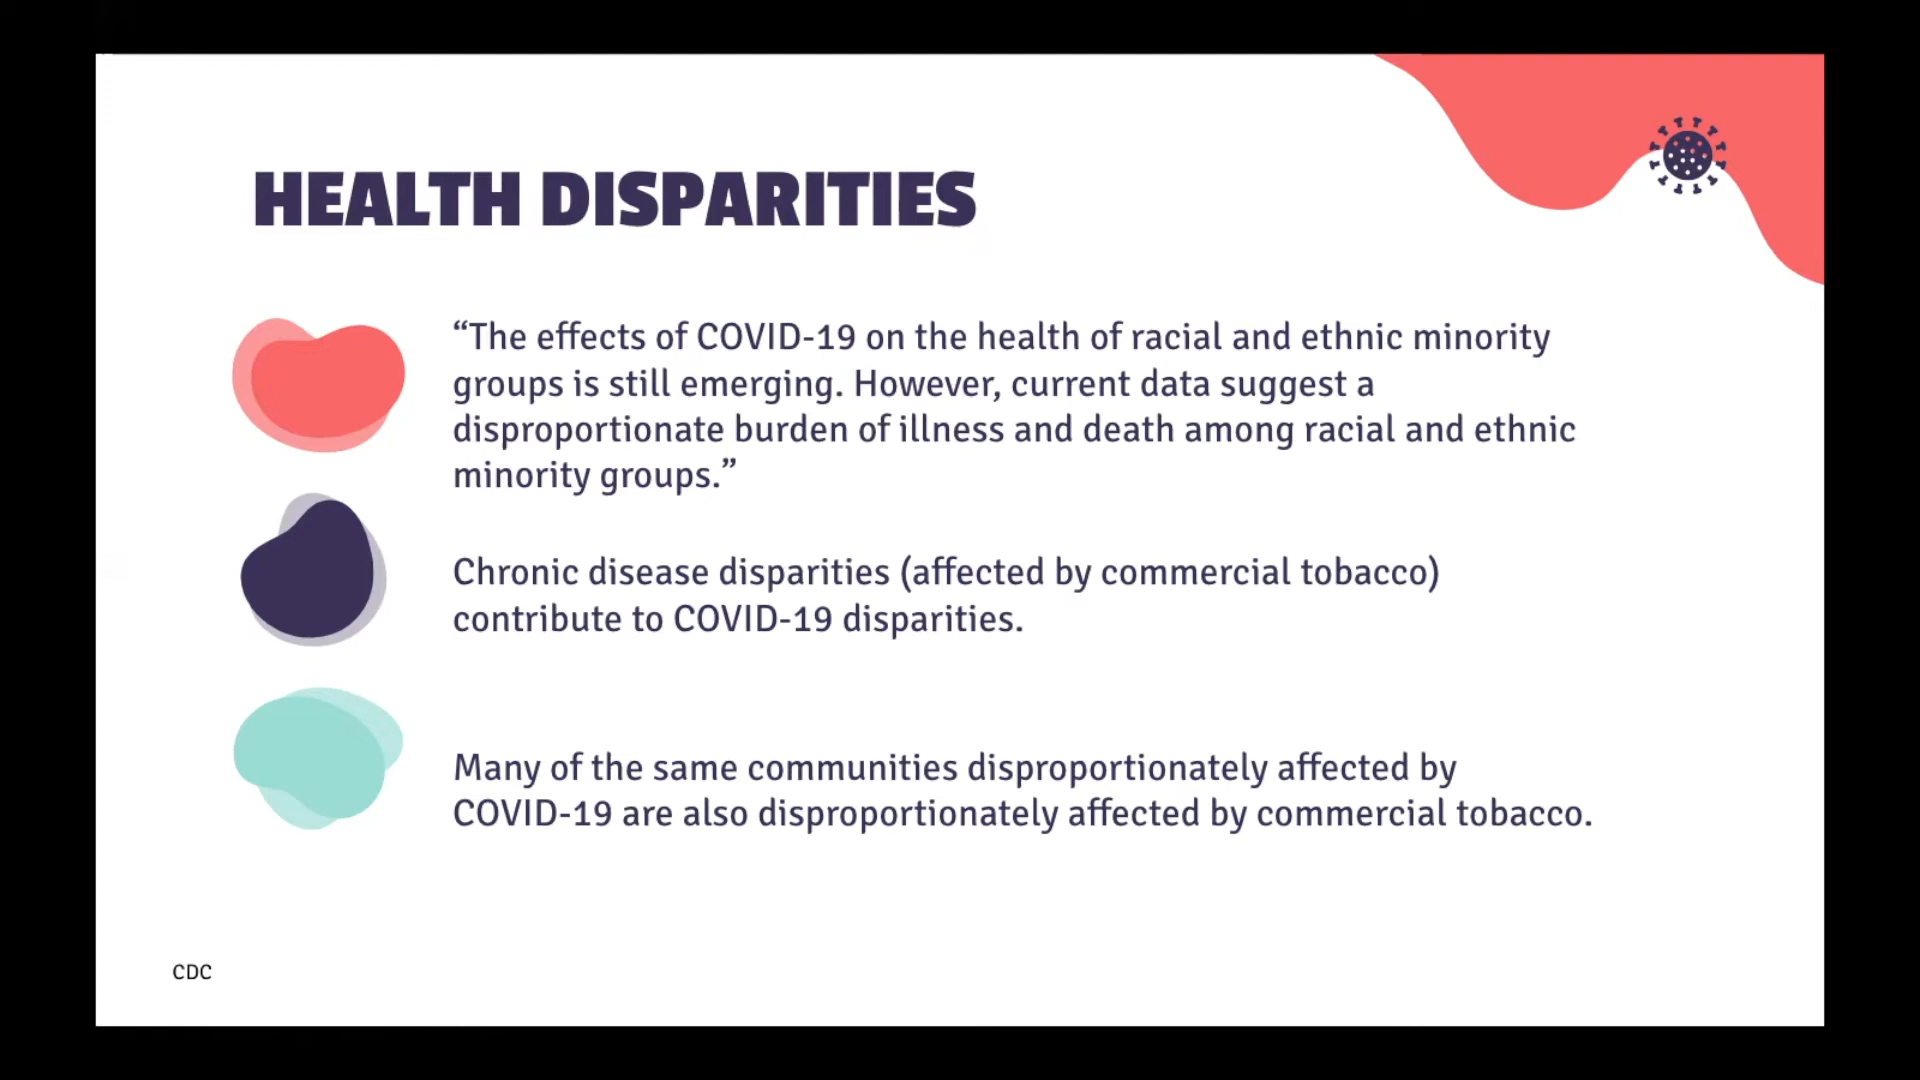 HEALTH DISPARITIES
“The effects of COVID-19 on the health of racial and ethnic minority
groups is still emerging. However, current data suggest a
disproportionate burden of illness and death among racial and ethnic
minority groups.”
Chronic disease disparities (affected by commercial tobacco)
contribute to COVID-19 disparities.
Many of the same communities disproportionately affected by
COVID-19 are also disproportionately affected by commercial tobacco.
CDC